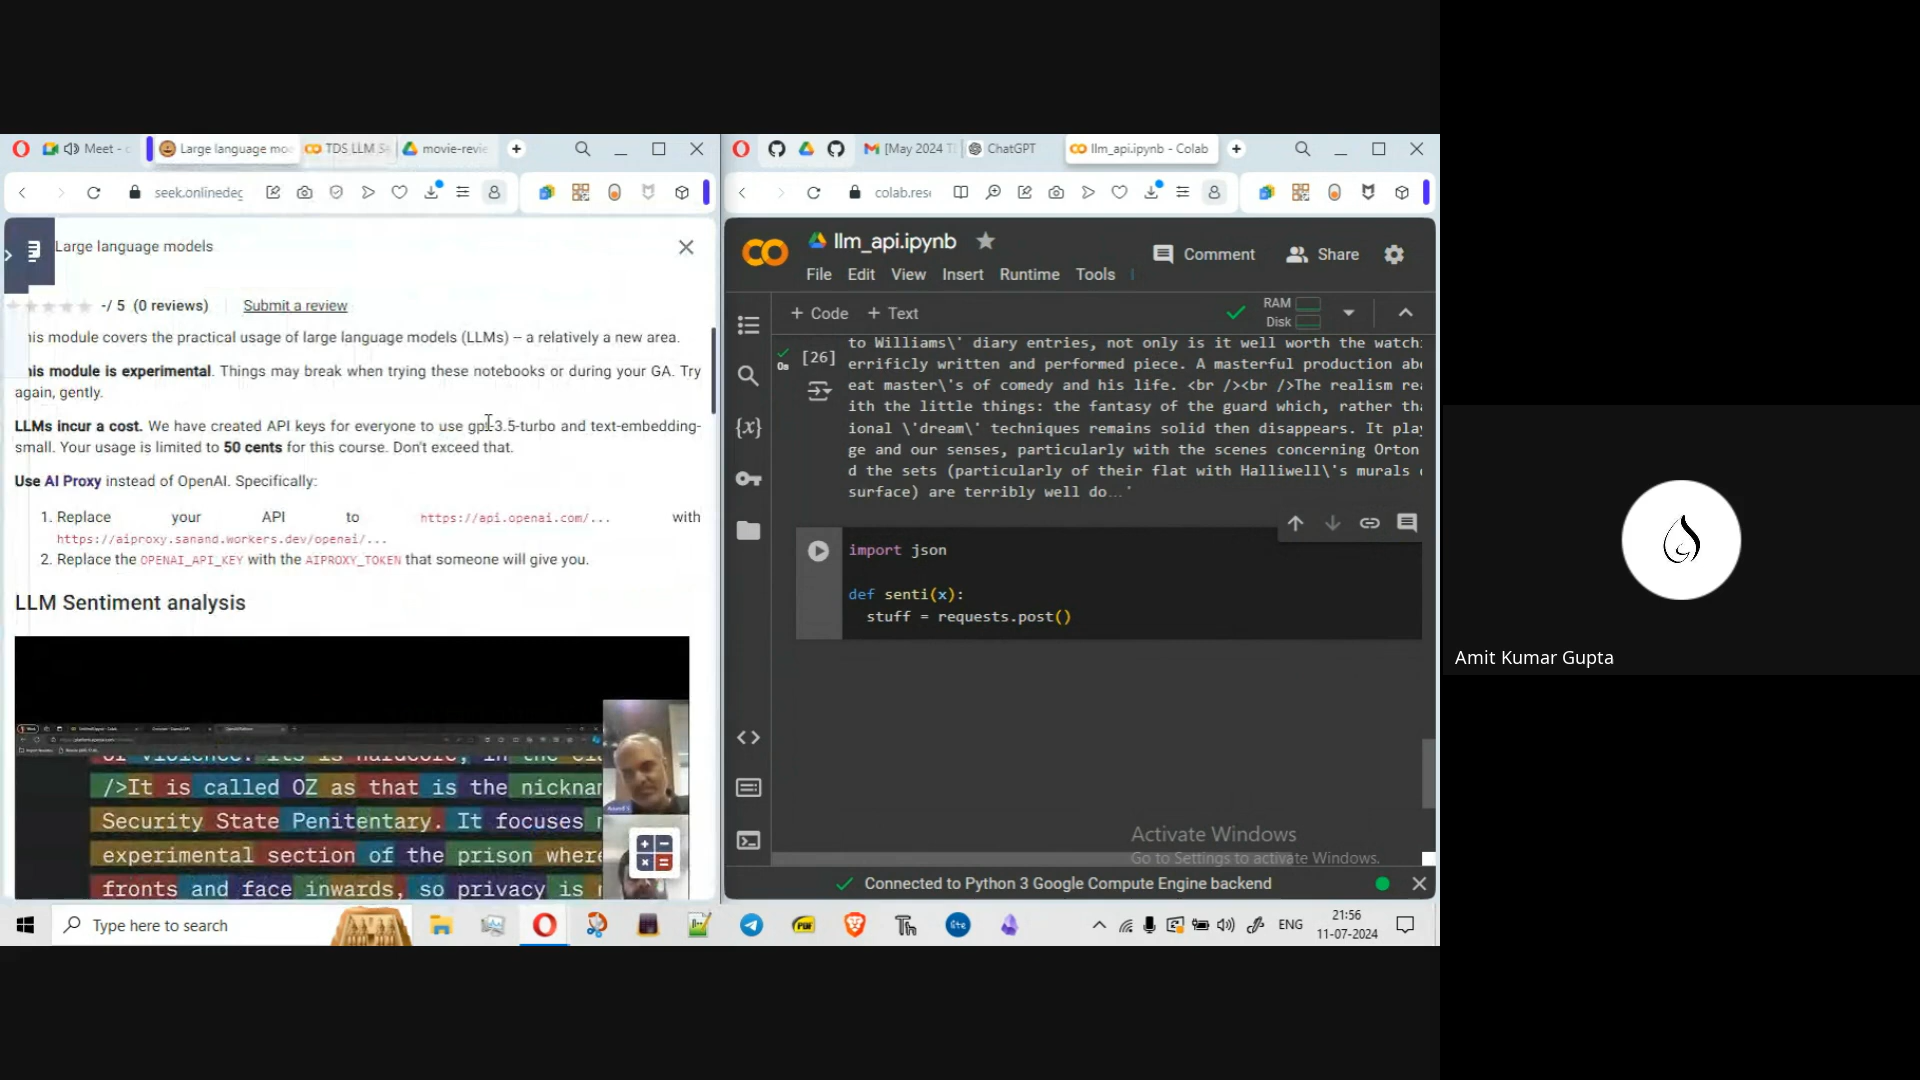 Meet -
Large language mo
TDS LLM S
movie-revie
seek.onlinedeg
Large language models
-/ 5 (0 reviews)
Submit a review
his module covers the practical usage of large language models (LLMs) – a relatively a new area.
his module is experimental. Things may break when trying these notebooks or during your GA. Try
again, gently.
LLMs incur a cost. We have created API keys for everyone to use gpt-3.5-turbo and text-embedding-
small. Your usage is limited to 50 cents for this course. Don't exceed that.
Use AI Proxy instead of OpenAI. Specifically:
1. Replace your API to https://api.openai.com/... with
https://aiproxy.sanand.workers.dev/openai/...
2. Replace the OPENAI_API_KEY with the AIPROXY_TOKEN that someone will give you.
LLM Sentiment analysis
/>It is called OZ as that is the nicknam
Security State Penitentary. It focuses
experimental section of the prison where
fronts and face inwards, so privacy is
[May 2024 T
ChatGPT
llm_api.ipynb - Colab
colab.rese
llm_api.ipynb
Comment
Share
File Edit View Insert Runtime Tools
+ Code + Text
RAM
Disk
[26]
0s
to Williams\' diary entries, not only is it well worth the watchi
errificly written and performed piece. A masterful production abo
eat master\'s of comedy and his life. <br /><br />The realism rea
ith the little things: the fantasy of the guard which, rather tha
ional \'dream\' techniques remains solid then disappears. It play
ge and our senses, particularly with the scenes concerning Orton
d the sets (particularly of their flat with Halliwell\'s murals
surface) are terribly well do...'
import json
def senti(x):
stuff = requests.post()
Activate Windows
Go to Settings to activate Windows.
Connected to Python 3 Google Compute Engine backend
Type here to search
ENG
21:56
11-07-2024
Amit Kumar Gupta